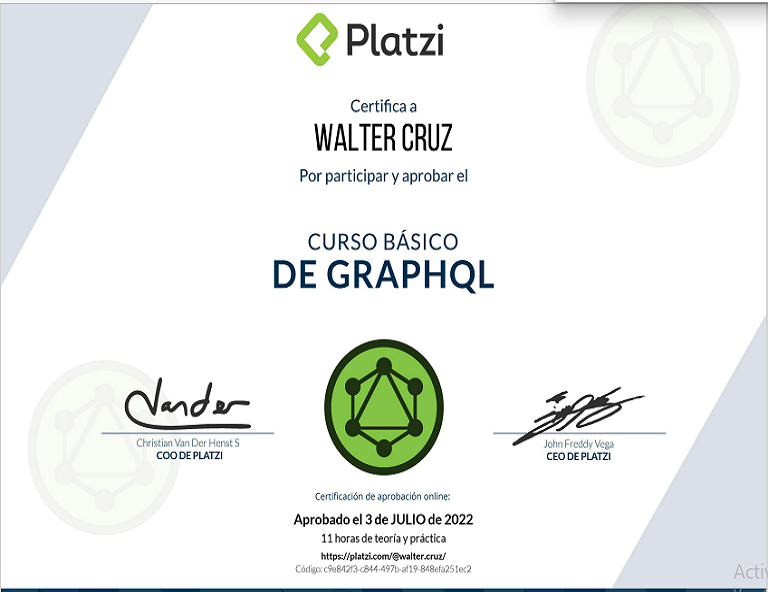 Platzi
Certifica a
WALTER CRUZ
Por participar y aprobar el
CURSO BÁSICO
DE GRAPHQL
Vander
Christian Van Der Henst S
COO DE PLATZI
John Freddy Vega
CEO DE PLATZI
Certificación de aprobación online:
Aprobado el 3 de JULIO de 2022
11 horas de teoría y práctica
https://platzi.com/@walter.cruz/
Código: c9e842f3-c844-497b-af19-848efa251ec2
Activ